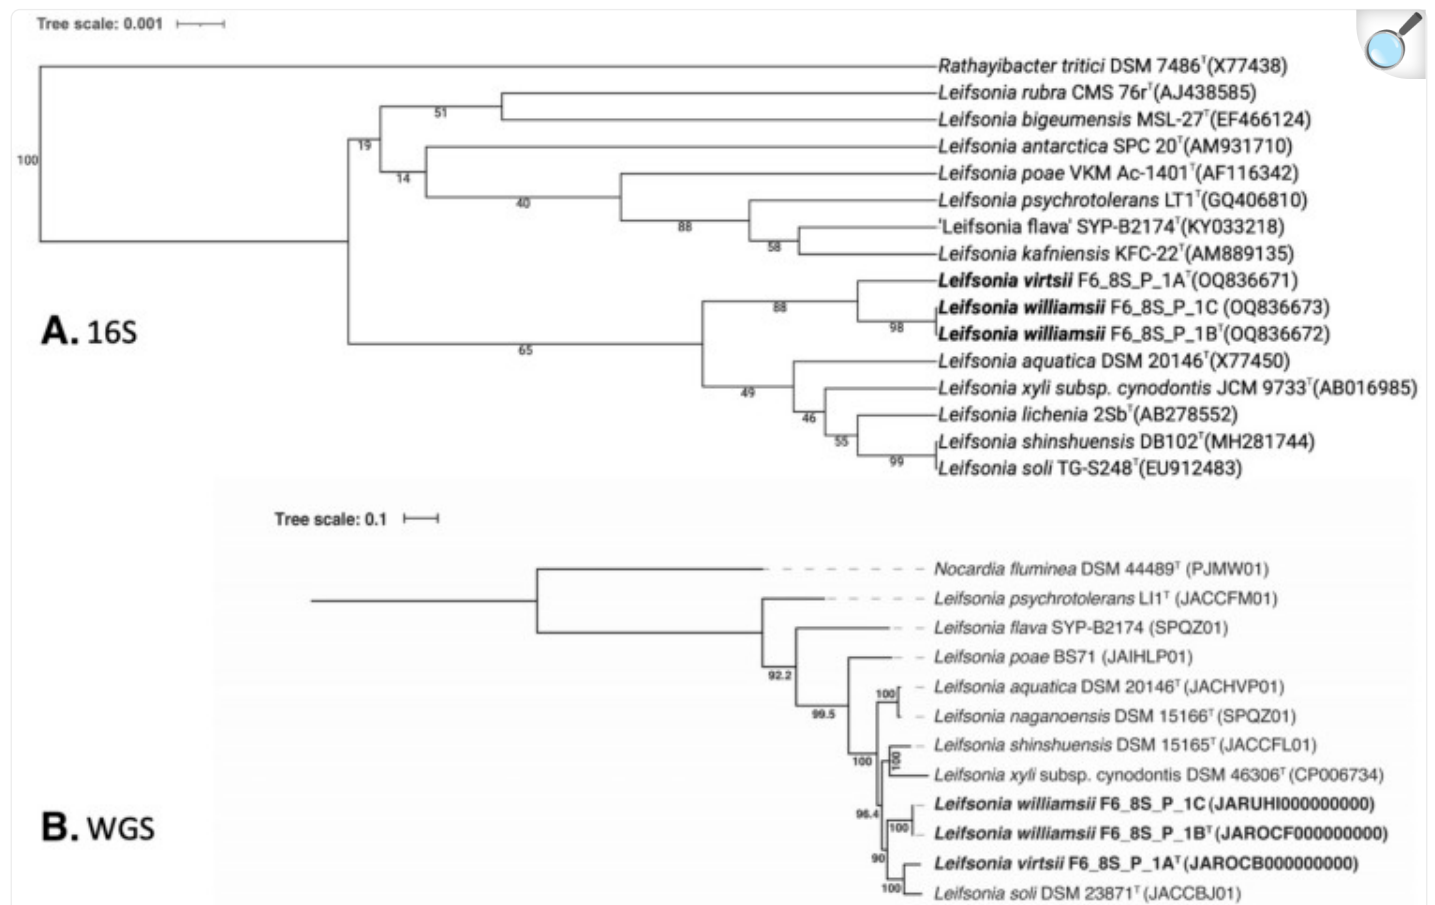 Tree scale: 0.001
Rathayibacter tritici DSM 7486ᵀ(X77438)
Leifsonia rubra CMS 76rᵀ(AJ438585)
51
Leifsonia bigeumensis MSL-27ᵀ(EF466124)
19
Leifsonia antarctica SPC 20ᵀ(AM931710)
100
14
Leifsonia poae VKM Ac-1401ᵀ(AF116342)
40
Leifsonia psychrotolerans LT1ᵀ(GQ406810)
88
'Leifsonia flava' SYP-B2174ᵀ(KY033218)
58
Leifsonia kafniensis KFC-22ᵀ(AM889135)
Leifsonia virtsii F6_8S_P_1Aᵀ(OQ836671)
88
Leifsonia williamsii F6_8S_P_1C (OQ836673)
98
Leifsonia williamsii F6_8S_P_1Bᵀ(OQ836672)
A. 16S
65
Leifsonia aquatica DSM 20146ᵀ(X77450)
49
Leifsonia xyli subsp. cynodontis JCM 9733ᵀ(AB016985)
46
Leifsonia lichenia 2Sbᵀ(AB278552)
55
Leifsonia shinshuensis DB102ᵀ(MH281744)
99
Leifsonia soli TG-S248ᵀ(EU912483)
Tree scale: 0.1
Nocardia fluminea DSM 44489ᵀ (PJMW01)
Leifsonia psychrotolerans LI1ᵀ (JACCFM01)
Leifsonia flava SYP-B2174 (SPQZ01)
Leifsonia poae BS71 (JAIHLP01)
92.2
Leifsonia aquatica DSM 20146ᵀ (JACHVP01)
100
99.5
Leifsonia naganoensis DSM 15166ᵀ (SPQZ01)
Leifsonia shinshuensis DSM 15165ᵀ (JACCFL01)
100
100
Leifsonia xyli subsp. cynodontis DSM 46306ᵀ (CP006734)
Leifsonia williamsii F6_8S_P_1C (JARUHI000000000)
96.4
100
Leifsonia williamsii F6_8S_P_1Bᵀ (JAROCF000000000)
B. WGS
90
Leifsonia virtsii F6_8S_P_1Aᵀ (JAROCB000000000)
100
Leifsonia soli DSM 23871ᵀ (JACCBJ01)